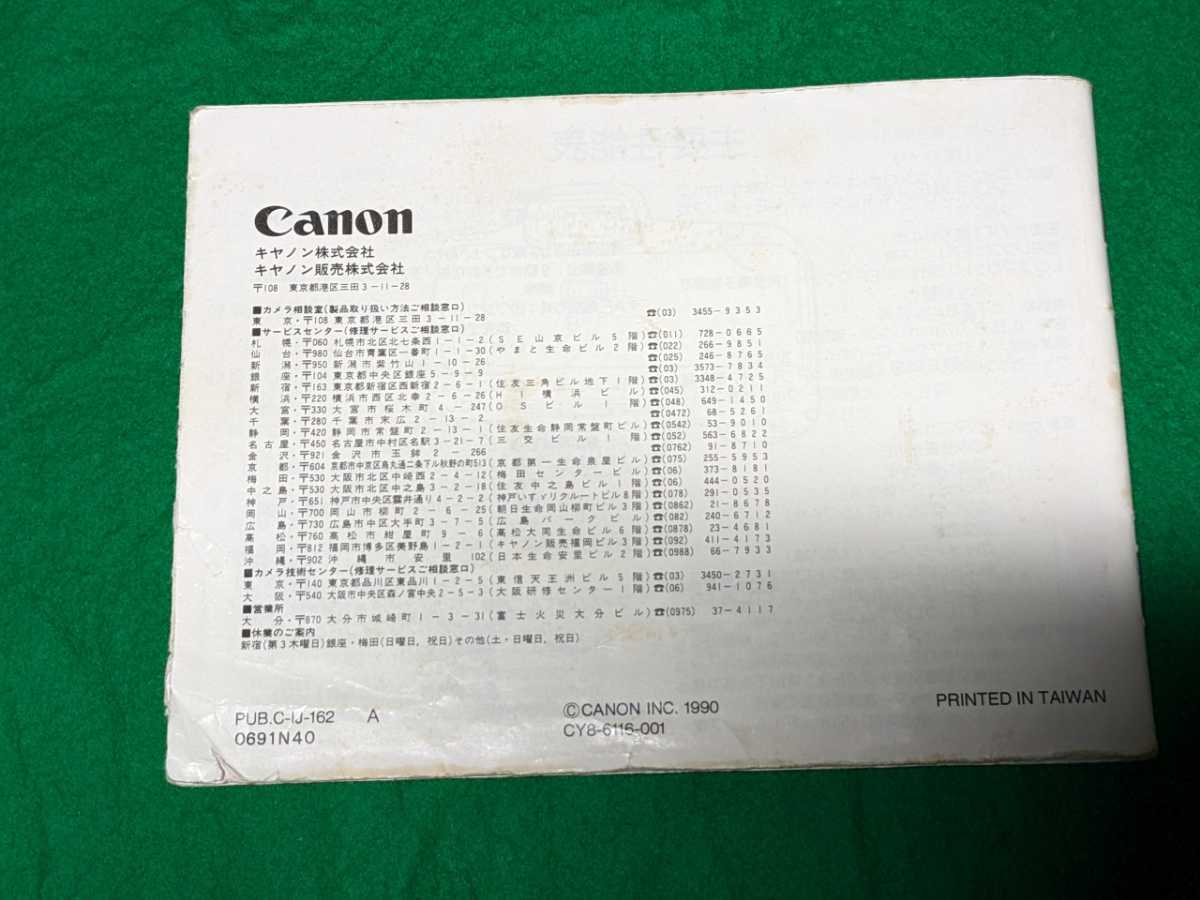 Canon
キヤノン株式会社
キヤノン販売株式会社
〒108 東京都港区三田3-11-28
■カメラ相談室(製品取り扱い方法ご相談窓口)
東京・〒108 東京都港区三田3-11-28 ☎(03) 3455-9353
■サービスセンター(修理サービスご相談窓口)
札幌・〒060 札幌市北区北七条西1-1-2(SE山京ビル5階)☎(011) 728-0665
仙台・〒980 仙台市青葉区一番町1-1-30(やまと生命ビル2階)☎(022) 266-9851
新潟・〒950 新潟市紫竹山1-10-26 ☎(025) 246-8765
銀座・〒104 東京都中央区銀座5-9-9 ☎(03) 3573-7834
新宿・〒163 東京都新宿区西新宿2-6-1(住友三角ビル地下1階)☎(03) 3348-4725
横浜・〒220 横浜市西区北幸2-6-26(HI横浜ビル)☎(045) 312-0211
大宮・〒330 大宮市桜木町4-247(OSビル1階)☎(048) 649-1450
千葉・〒280 千葉市末広2-13-2 ☎(0472) 68-5261
静岡・〒420 静岡市常盤町2-13-1(住友生命静岡常盤町ビル)☎(0542) 53-9010
名古屋・〒450 名古屋市中村区名駅3-21-7(三交ビル1階)☎(052) 563-6822
金沢・〒921 金沢市玉鉾2-266 ☎(0762) 91-8710
京都・〒604 京都市中京区烏丸通二条下ル秋野の町513(京都第一生命泉屋ビル)☎(075) 255-5953
梅田・〒530 大阪市北区中崎西2-4-12(梅田センタービル)☎(06) 373-8181
中之島・〒530 大阪市北区中之島3-2-18(住友中之島ビル1階)☎(06) 444-0520
神戸・〒651 神戸市中央区雲井通り4-2-2(神戸いすゞリクルートビル8階)☎(078) 291-0535
岡山・〒700 岡山市柳町2-6-25(朝日生命岡山柳町ビル3階)☎(0862) 21-8678
広島・〒730 広島市中区大手町3-7-5(広島パークビル)☎(082) 240-6712
高松・〒760 高松市紺屋町9-6(高松大同生命ビル6階)☎(0878) 23-4681
福岡・〒812 福岡市博多区美野島1-2-1(キヤノン販売福岡ビル3階)☎(092) 411-4173
沖縄・〒902 沖縄市安里102(日本生命安里ビル2階)☎(0988) 66-7933
■カメラ技術センター(修理サービスご相談窓口)
東京・〒140 東京都品川区東品川1-2-5(東信天王洲ビル5階)☎(03) 3450-2731
大阪・〒540 大阪市中央区森ノ宮中央2-5-3(大阪研修センター1階)☎(06) 941-1076
■営業所
大分・〒870 大分市城崎町1-3-31(富士火災大分ビル)☎(0975) 37-4117
■休業のご案内
新宿(第3木曜日)銀座・梅田(日曜日,祝日)その他(土・日曜日,祝日)
PUB.C-IJ-162 A
0691N40
©CANON INC. 1990
CY8-6116-001
PRINTED IN TAIWAN